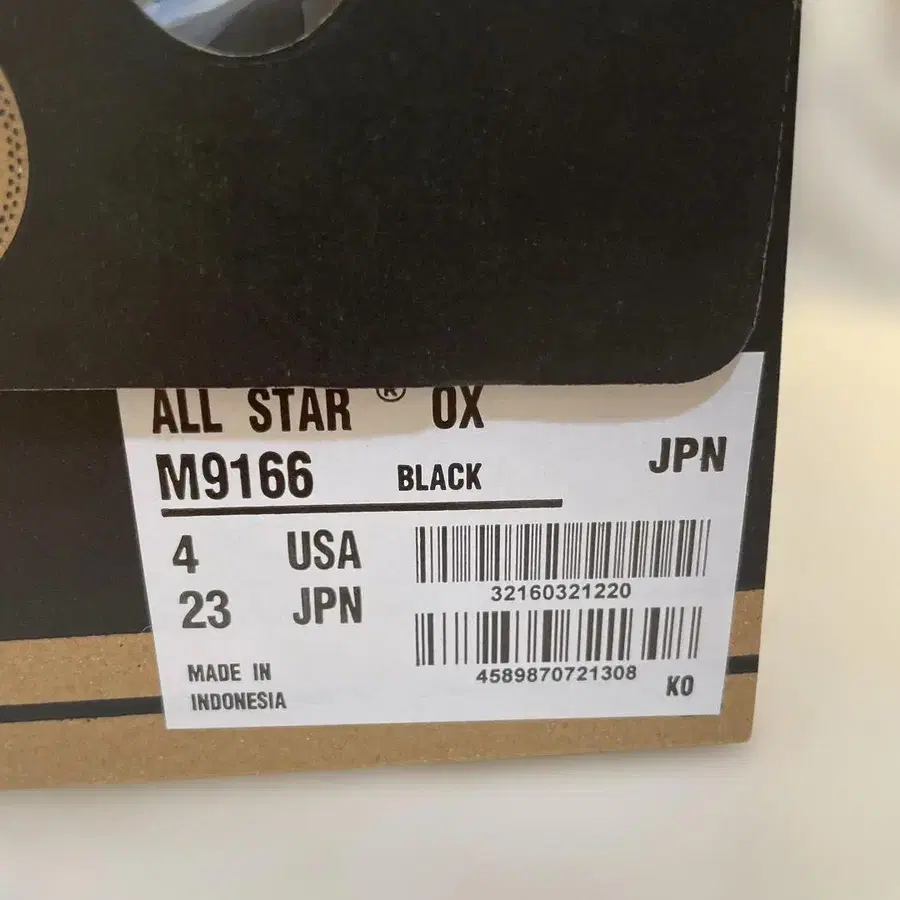 ALL STAR ® OX
M9166 BLACK JPN
4 USA
23 JPN
32160321220
4589870721308
MADE IN
INDONESIA
KO